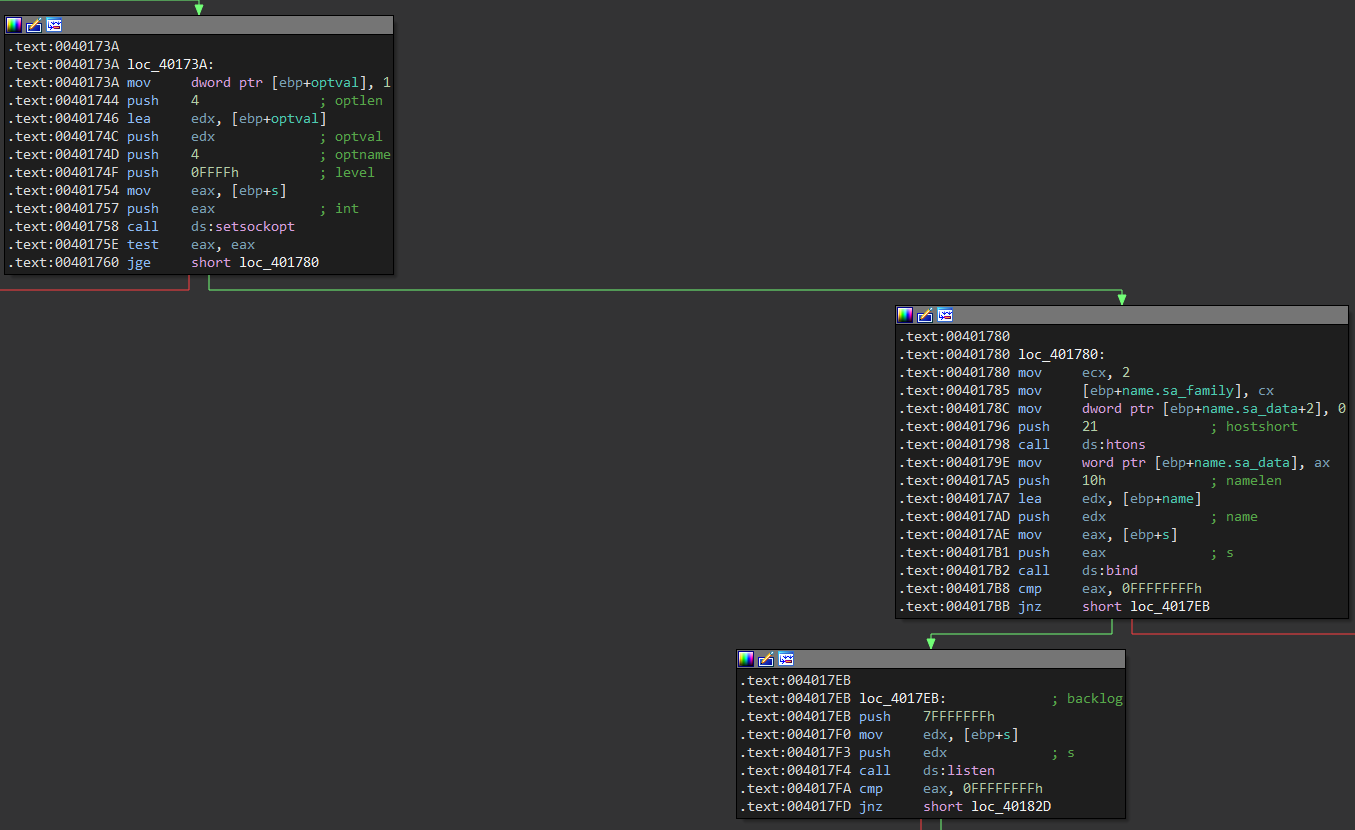 .text:0040173A
.text:0040173A loc_40173A:
.text:0040173A mov dword ptr [ebp+optval], 1
.text:00401744 push 4 ; optlen
.text:00401746 lea edx, [ebp+optval]
.text:0040174C push edx ; optval
.text:0040174D push 4 ; optname
.text:0040174F push 0FFFFh ; level
.text:00401754 mov eax, [ebp+s]
.text:00401757 push eax ; int
.text:00401758 call ds:setsockopt
.text:0040175E test eax, eax
.text:00401760 jge short loc_401780
.text:00401780
.text:00401780 loc_401780:
.text:00401780 mov ecx, 2
.text:00401785 mov [ebp+name.sa_family], cx
.text:0040178C mov dword ptr [ebp+name.sa_data+2], 0
.text:00401796 push 21 ; hostshort
.text:00401798 call ds:htons
.text:0040179E mov word ptr [ebp+name.sa_data], ax
.text:004017A5 push 10h ; namelen
.text:004017A7 lea edx, [ebp+name]
.text:004017AD push edx ; name
.text:004017AE mov eax, [ebp+s]
.text:004017B1 push eax ; s
.text:004017B2 call ds:bind
.text:004017B8 cmp eax, 0FFFFFFFFh
.text:004017BB jnz short loc_4017EB
.text:004017EB
.text:004017EB loc_4017EB: ; backlog
.text:004017EB push 7FFFFFFFh
.text:004017F0 mov edx, [ebp+s]
.text:004017F3 push edx ; s
.text:004017F4 call ds:listen
.text:004017FA cmp eax, 0FFFFFFFFh
.text:004017FD jnz short loc_40182D